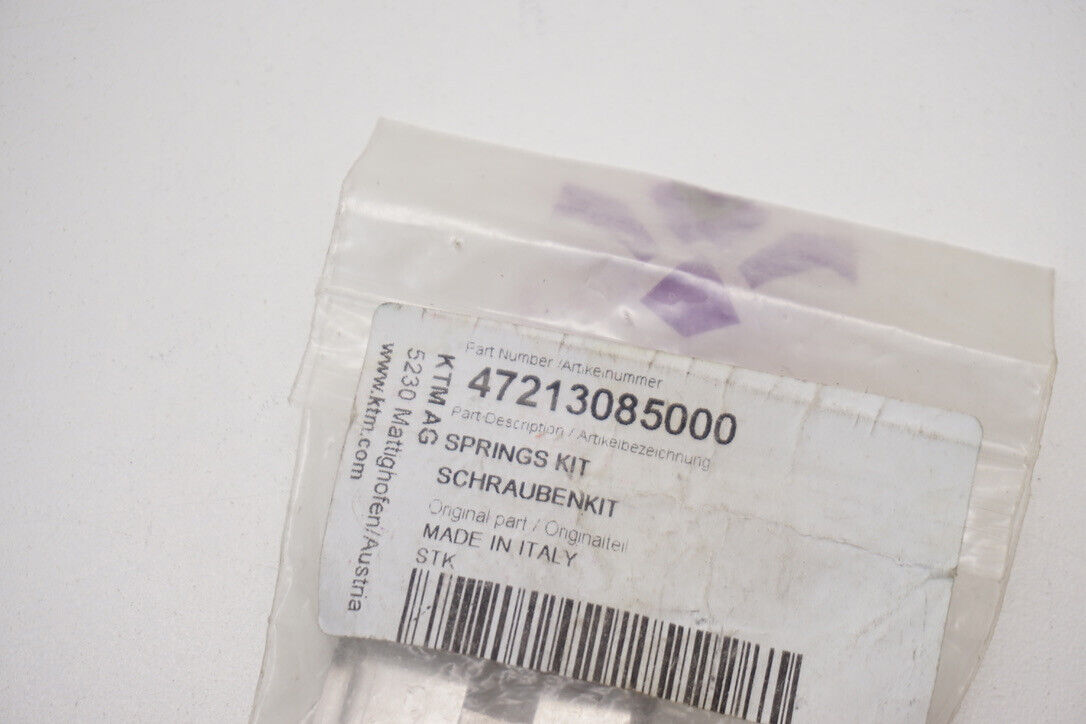 Part Number /Artikelnummer
47213085000
Part-Description / Artikelbezeichnung
SPRINGS KIT
SCHRAUBENKIT
Original part / Originalteil
MADE IN ITALY
STK
KTM AG
5230 Mattighofen/Austria
www.ktm.com